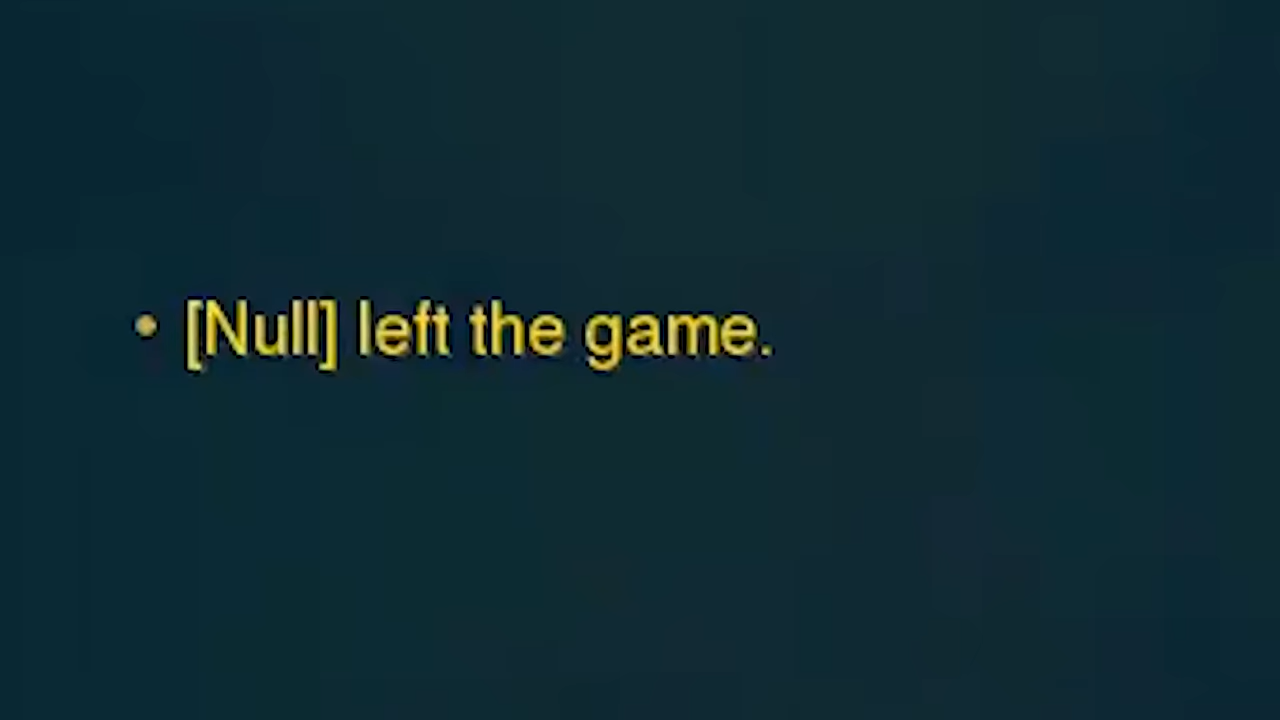 • [Null] left the game.